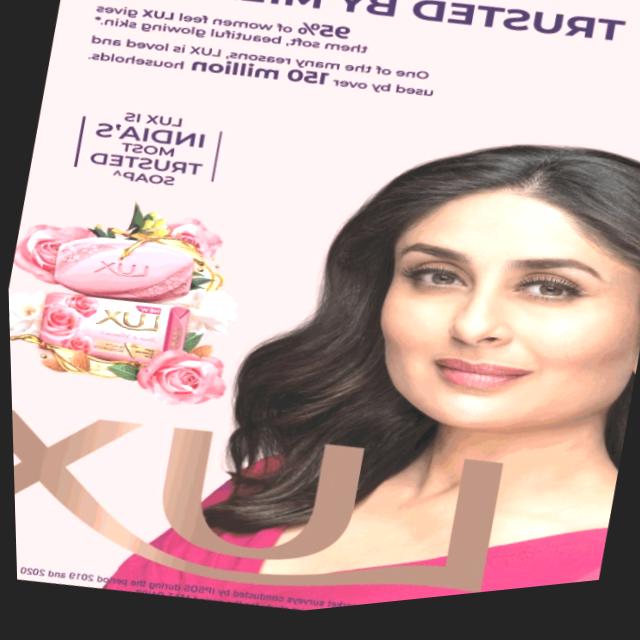 TRUSTED BY
95% of women feel LUX gives
them soft, beautiful glowing skin.*
One of the many reasons, LUX is loved and
used by over 150 million households.
LUX IS
INDIA'S
MOST
TRUSTED
SOAP^
LUX
LUX
LUX
surveys conducted by IPSOS during the period 2019 and 2020